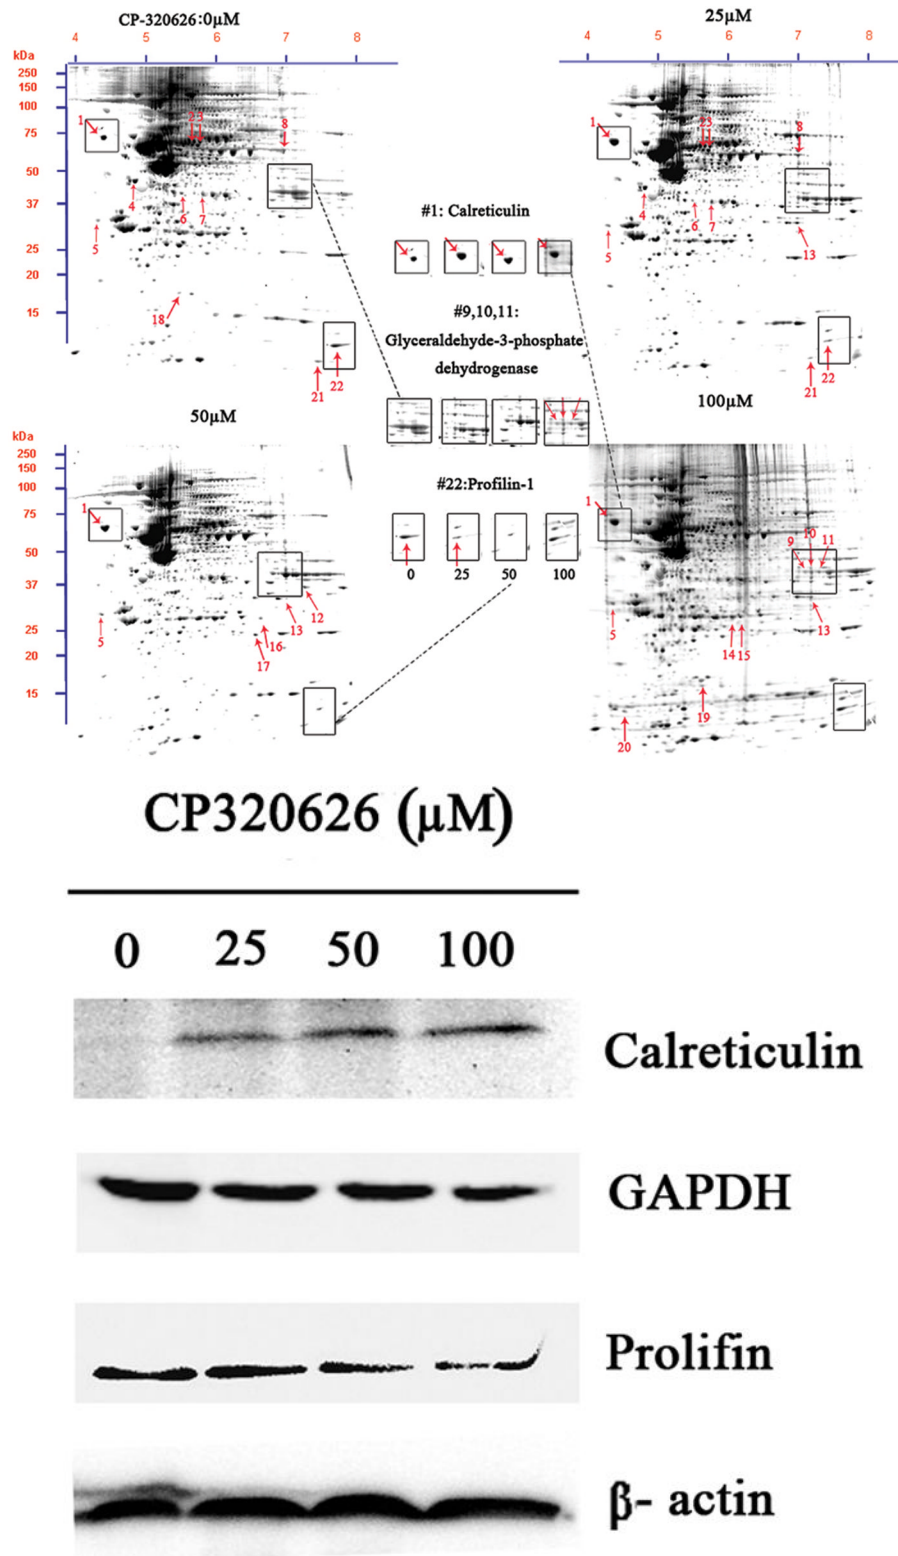 CP-320626:0µM
4 5 6 7 8
kDa
250
150
100
75
50
37
25
20
15
1
23
8
4
6
7
5
18
21
22
25µM
4 5 6 7 8
1
23
8
4
6
7
5
13
21
22
#1: Calreticulin
#9,10,11:
Glyceraldehyde-3-phosphate
dehydrogenase
#22:Profilin-1
0 25 50 100
50µM
kDa
250
150
100
75
50
37
25
20
15
1
5
12
13
16
17
100µM
1
9
10
11
5
13
14 15
19
20
CP320626 (µM)
0 25 50 100
Calreticulin
GAPDH
Prolifin
β- actin